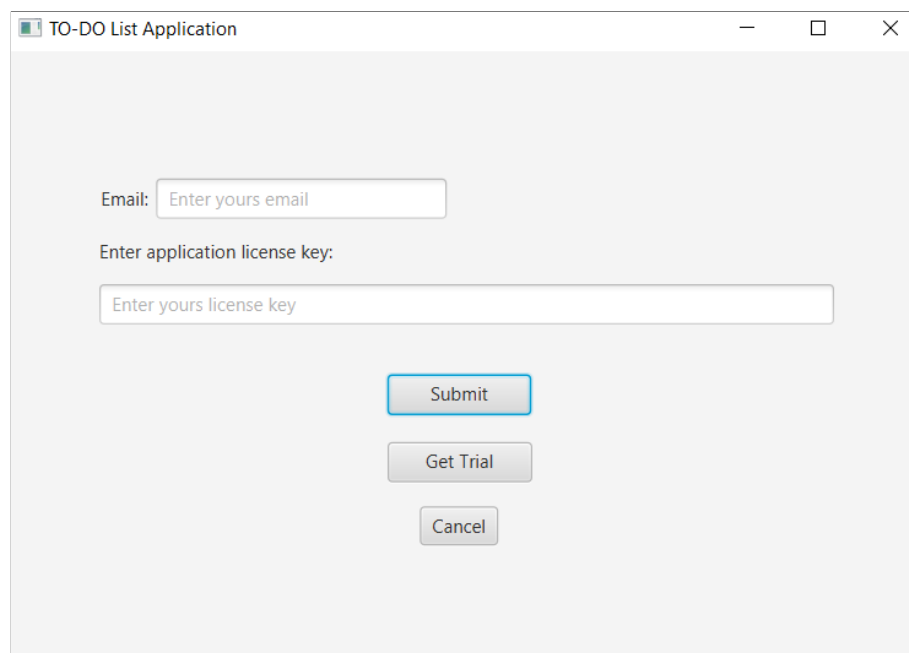 TO-DO List Application
Email: Enter yours email
Enter application license key:
Enter yours license key
Submit
Get Trial
Cancel